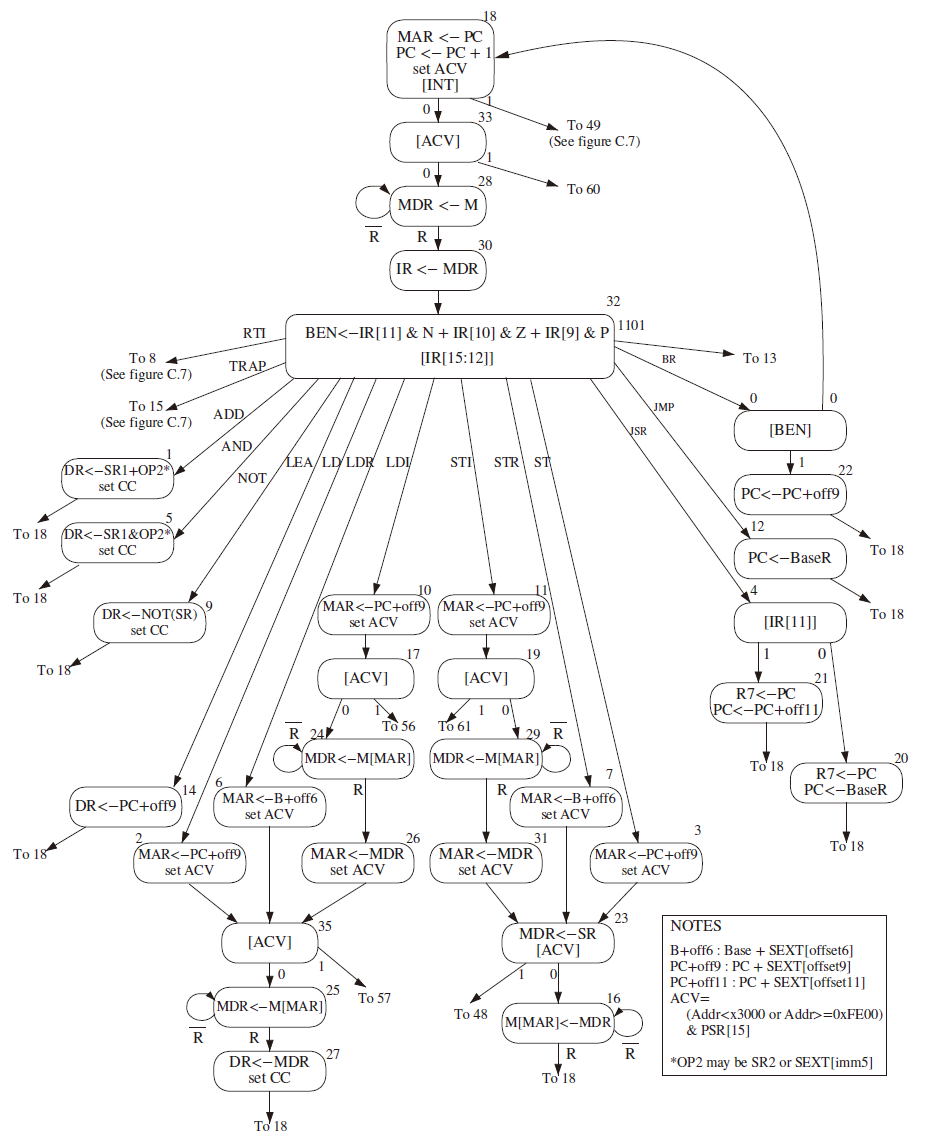 18
MAR <− PC
PC <− PC + 1
set ACV
[INT]
0
1
To 49
(See figure C.7)
33
[ACV]
0
1
To 60
28
MDR <− M
R
R
30
IR <− MDR
32
BEN<−IR[11] & N + IR[10] & Z + IR[9] & P
[IR[15:12]]
1101
To 13
RTI
To 8
(See figure C.7)
TRAP
To 15
(See figure C.7)
BR
JMP
JSR
ADD
AND
NOT
LEA
LD
LDR
LDI
STI
STR
ST
0
0
[BEN]
1
22
PC<−PC+off9
To 18
12
PC<−BaseR
To 18
4
[IR[11]]
1
0
21
R7<−PC
PC<−PC+off11
To 18
20
R7<−PC
PC<−BaseR
To 18
1
DR<−SR1+OP2*
set CC
To 18
5
DR<−SR1&OP2*
set CC
To 18
9
DR<−NOT(SR)
set CC
To 18
10
MAR<−PC+off9
set ACV
11
MAR<−PC+off9
set ACV
17
[ACV]
0
1
To 56
19
[ACV]
1
0
To 61
R
24
MDR<−M[MAR]
R
29
R
MDR<−M[MAR]
R
14
DR<−PC+off9
To 18
6
MAR<−B+off6
set ACV
7
MAR<−B+off6
set ACV
2
MAR<−PC+off9
set ACV
26
MAR<−MDR
set ACV
31
MAR<−MDR
set ACV
3
MAR<−PC+off9
set ACV
35
[ACV]
0
1
To 57
23
MDR<−SR
[ACV]
1
0
To 48
25
MDR<−M[MAR]
R
R
16
M[MAR]<−MDR
R
R
To 18
27
DR<−MDR
set CC
To 18
NOTES
B+off6 : Base + SEXT[offset6]
PC+off9 : PC + SEXT[offset9]
PC+off11 : PC + SEXT[offset11]
ACV=
(Addr<x3000 or Addr>=0xFE00)
& PSR[15]
*OP2 may be SR2 or SEXT[imm5]